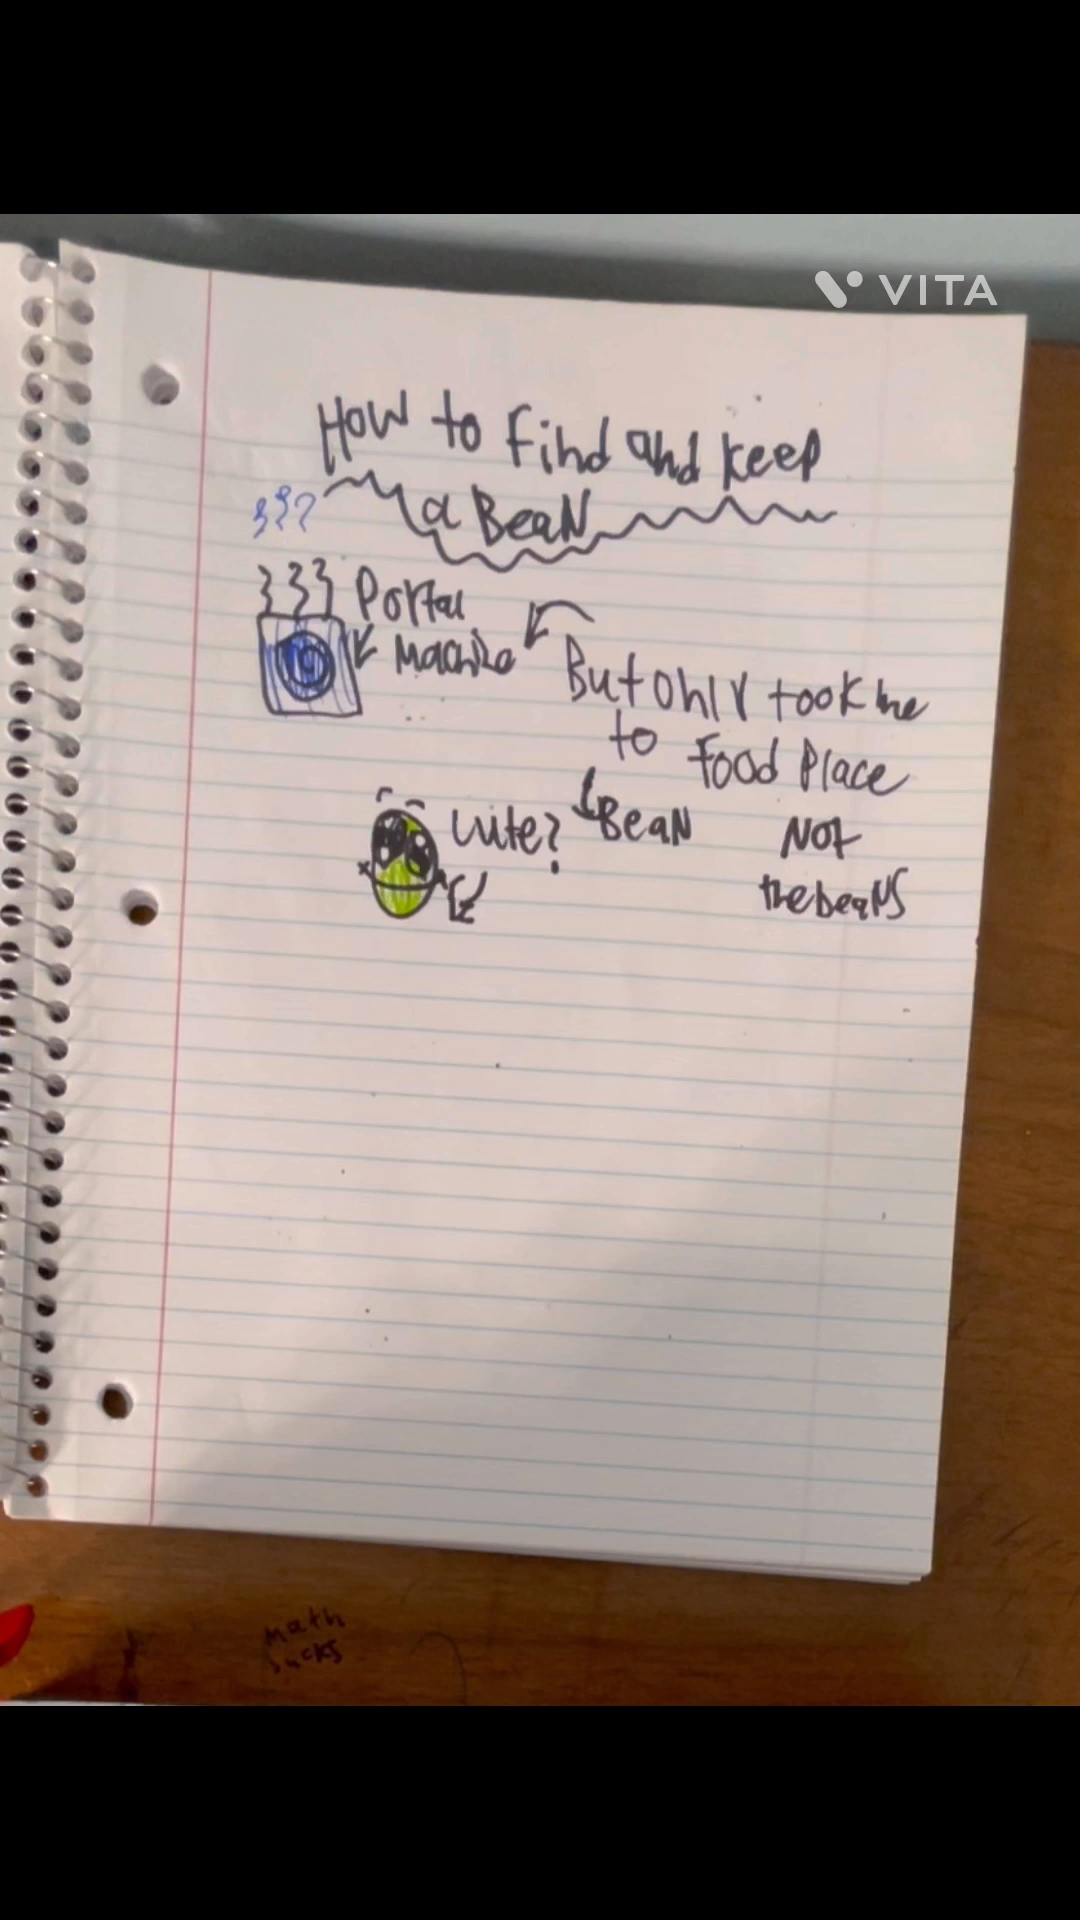 VITA
How to Find and keep
a BeaN
Portal
Machine
But only took me
to Food Place
Not
the beaNS
Cute?
BeaN
math
sucks